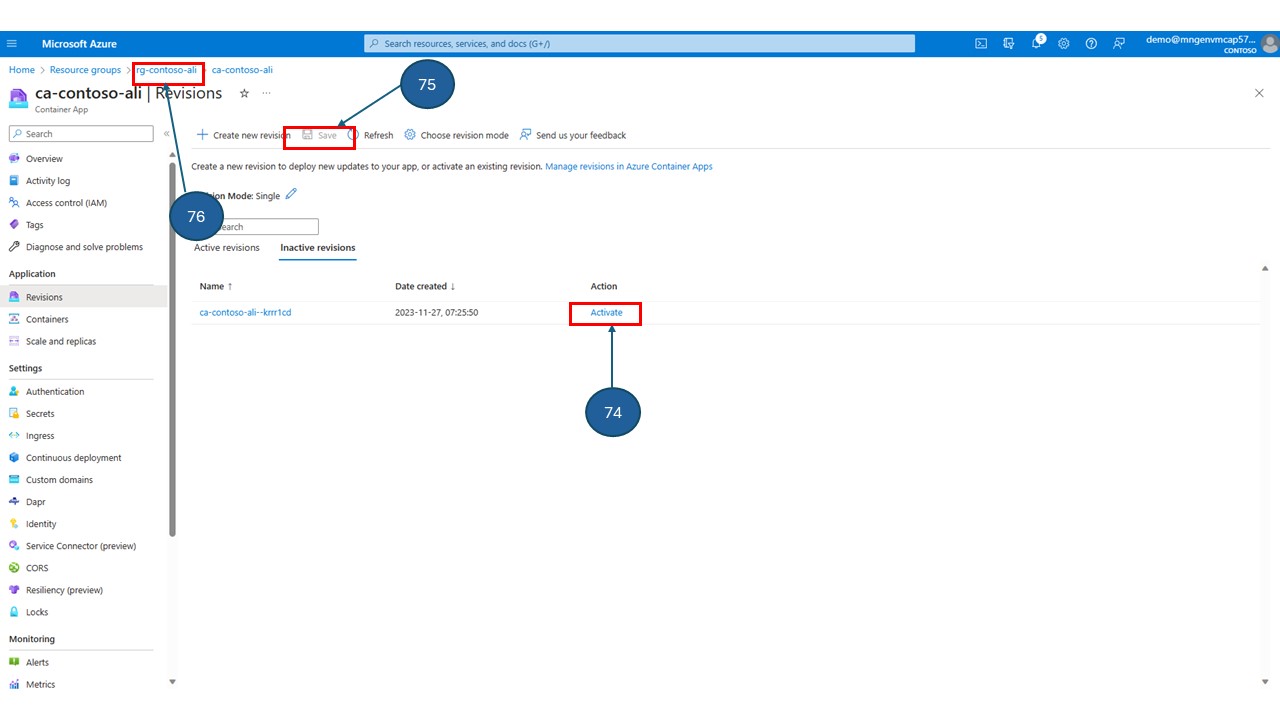 Microsoft Azure
Search resources, services, and docs (G+/)
5
demo@mngenvmcap57...
CONTOSO
Home > Resource groups > rg-contoso-ali > ca-contoso-ali
ca-contoso-ali | Revisions
Container App
75
Search
Create new revision
Save
Refresh
Choose revision mode
Send us your feedback
Create a new revision to deploy new updates to your app, or activate an existing revision. Manage revisions in Azure Container Apps
Mode: Single
76
Active revisions
Inactive revisions
Name ↑
Date created ↓
Action
ca-contoso-ali--krrr1cd
2023-11-27, 07:25:50
Activate
74
Overview
Activity log
Access control (IAM)
Tags
Diagnose and solve problems
Application
Revisions
Containers
Scale and replicas
Settings
Authentication
Secrets
Ingress
Continuous deployment
Custom domains
Dapr
Identity
Service Connector (preview)
CORS
Resiliency (preview)
Locks
Monitoring
Alerts
Metrics